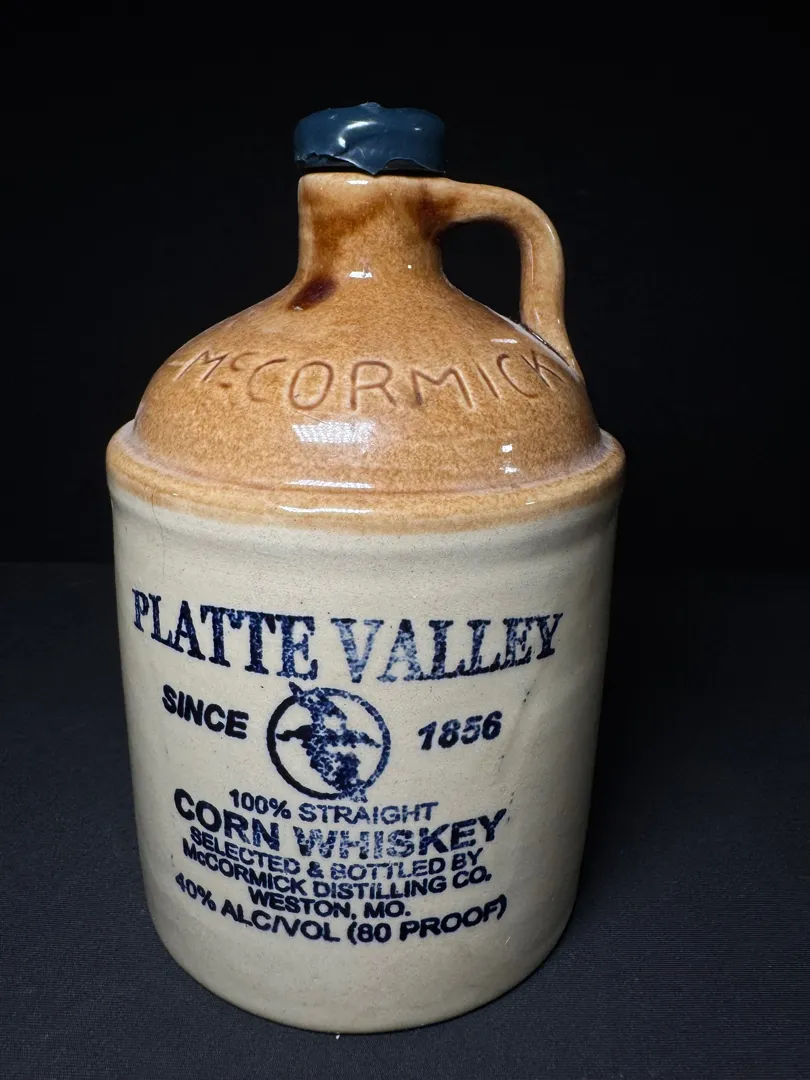 McCORMICK
PLATTE VALLEY
SINCE 1856
100% STRAIGHT
CORN WHISKEY
SELECTED & BOTTLED BY
McCORMICK DISTILLING CO.
WESTON, MO.
40% ALC/VOL (80 PROOF)